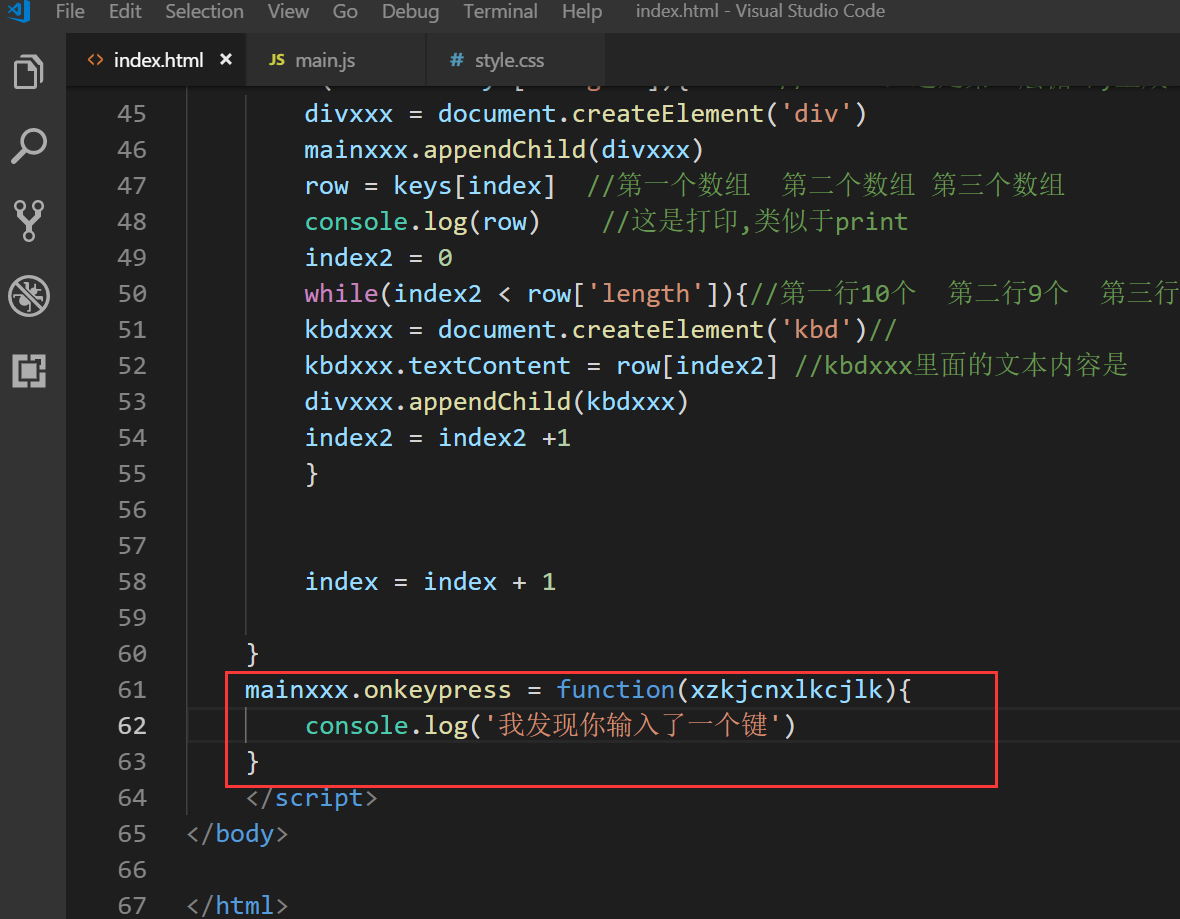 File Edit Selection View Go Debug Terminal Help index.html - Visual Studio Code
<> index.html × JS main.js # style.css
45 divxxx = document.createElement('div')
46 mainxxx.appendChild(divxxx)
47 row = keys[index] //第一个数组 第二个数组 第三个数组
48 console.log(row) //这是打印,类似于print
49 index2 = 0
50 while(index2 < row['length']){//第一行10个 第二行9个 第三行
51 kbdxxx = document.createElement('kbd')//
52 kbdxxx.textContent = row[index2] //kbdxxx里面的文本内容是
53 divxxx.appendChild(kbdxxx)
54 index2 = index2 +1
55 }
56
57
58 index = index + 1
59
60 }
61 mainxxx.onkeypress = function(xzkjcnxlkcjlk){
62 console.log('我发现你输入了一个键')
63 }
64 </script>
65 </body>
66
67 </html>